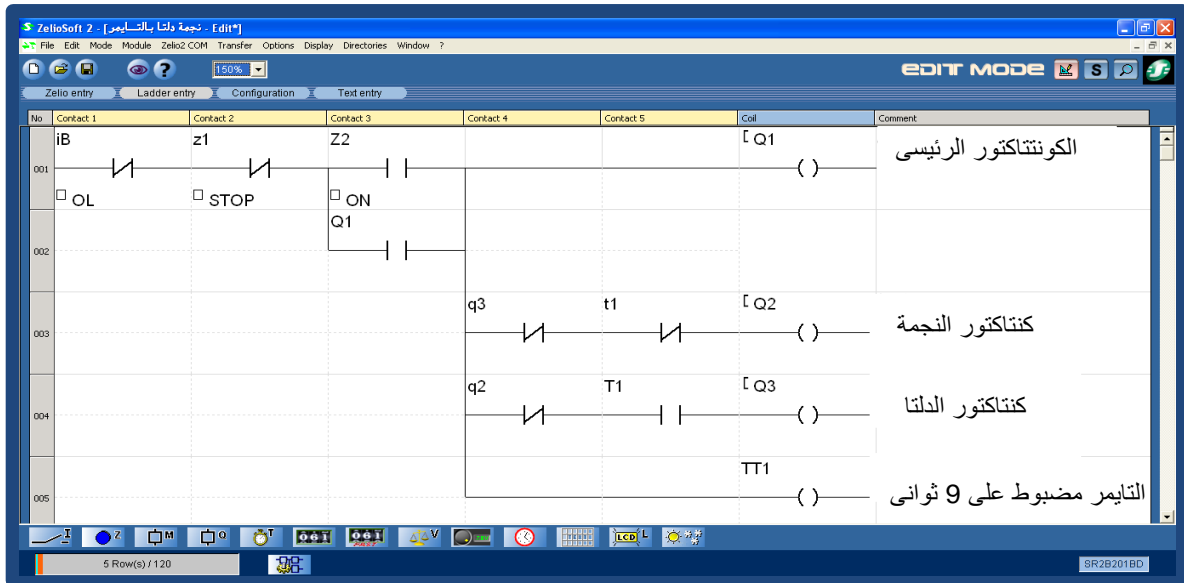 ZelioSoft 2 - [نجمة دلتا بالتــايمر - Edit*]
File Edit Mode Module Zelio2 COM Transfer Options Display Directories Window ?
150% EDIT MODE S
Zelio entry Ladder entry Configuration Text entry
No Contact 1 Contact 2 Contact 3 Contact 4 Contact 5 Coil Comment
iB z1 Z2 [ Q1
001 الكونتتاكتور الرئيسى
OL STOP ON
Q1
002
q3 t1 [ Q2
003 كنتاكتور النجمة
q2 T1 [ Q3
004 كنتاكتور الدلتا
TT1
005 التايمر مضبوط على 9 ثوانى
I Z M Q T V LCD L
5 Row(s) / 120 SR2B201BD